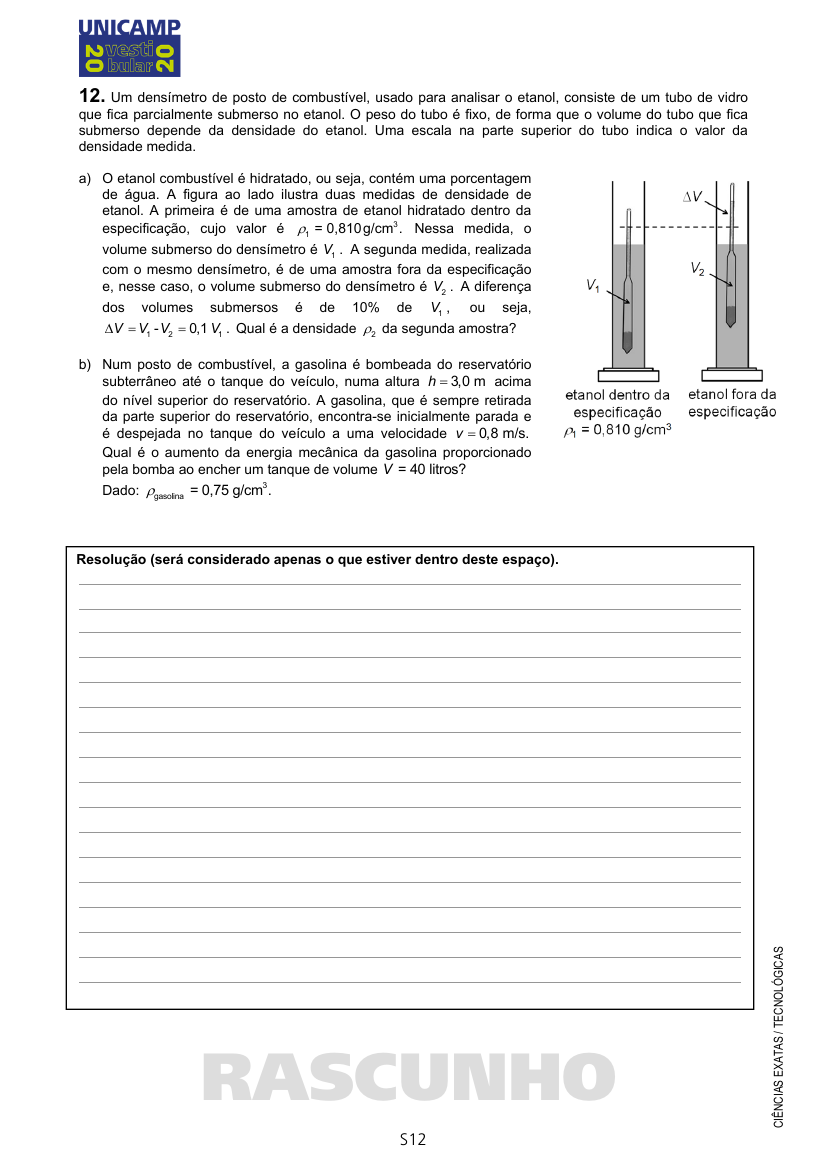 UNICAMP
20 vesti bular 20
12. Um densímetro de posto de combustível, usado para analisar o etanol, consiste de um tubo de vidro
que fica parcialmente submerso no etanol. O peso do tubo é fixo, de forma que o volume do tubo que fica
submerso depende da densidade do etanol. Uma escala na parte superior do tubo indica o valor da
densidade medida.
a) O etanol combustível é hidratado, ou seja, contém uma porcentagem
de água. A figura ao lado ilustra duas medidas de densidade de
etanol. A primeira é de uma amostra de etanol hidratado dentro da
especificação, cujo valor é ρ₁ = 0,810 g/cm³. Nessa medida, o
volume submerso do densímetro é V₁. A segunda medida, realizada
com o mesmo densímetro, é de uma amostra fora da especificação
e, nesse caso, o volume submerso do densímetro é V₂. A diferença
dos volumes submersos é de 10% de V₁, ou seja,
ΔV = V₁ - V₂ = 0,1 V₁. Qual é a densidade ρ₂ da segunda amostra?
b) Num posto de combustível, a gasolina é bombeada do reservatório
subterrâneo até o tanque do veículo, numa altura h = 3,0 m acima
do nível superior do reservatório. A gasolina, que é sempre retirada
da parte superior do reservatório, encontra-se inicialmente parada e
é despejada no tanque do veículo a uma velocidade v = 0,8 m/s.
Qual é o aumento da energia mecânica da gasolina proporcionado
pela bomba ao encher um tanque de volume V = 40 litros?
Dado: ρgasolina = 0,75 g/cm³.
ΔV
V₁
V₂
etanol dentro da
especificação
ρ₁ = 0,810 g/cm³
etanol fora da
especificação
Resolução (será considerado apenas o que estiver dentro deste espaço).
CIÊNCIAS EXATAS / TECNOLÓGICAS
RASCUNHO
S12